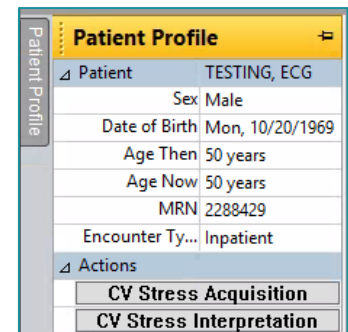 Patient Profile
Patient Profile
Patient TESTING, ECG
Sex Male
Date of Birth Mon, 10/20/1969
Age Then 50 years
Age Now 50 years
MRN 2288429
Encounter Ty... Inpatient
Actions
CV Stress Acquisition
CV Stress Interpretation